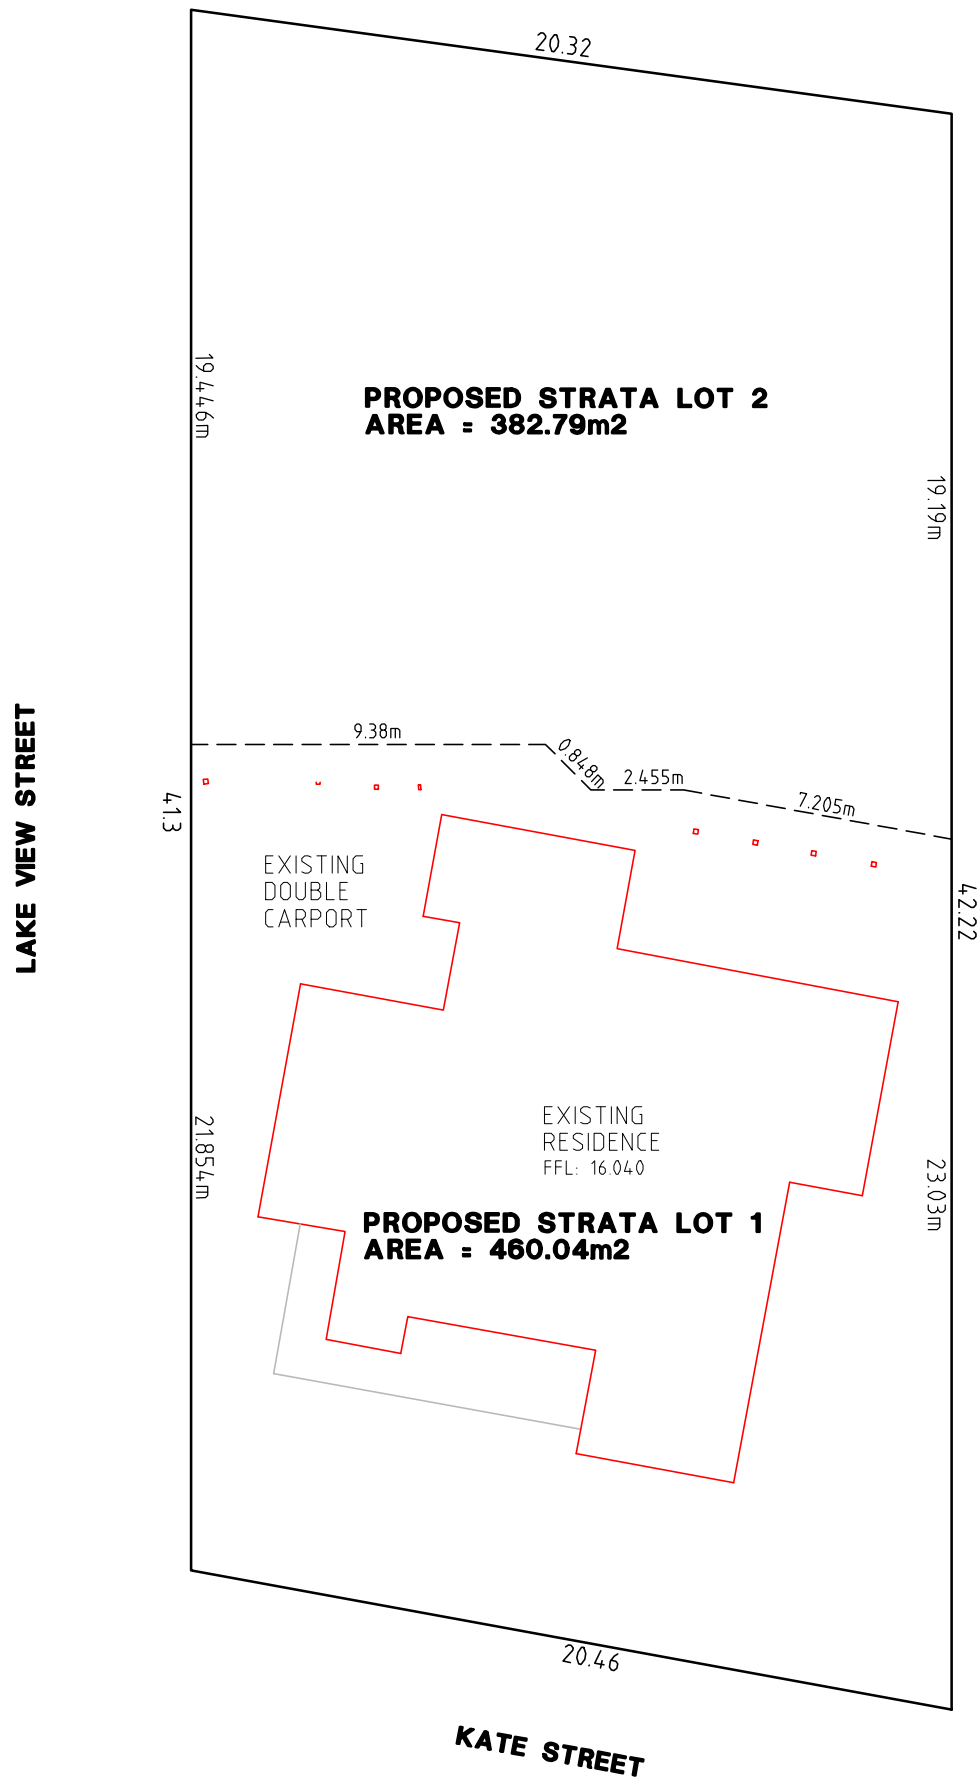 20.32
19.446m
PROPOSED STRATA LOT 2
AREA = 382.79m2
19.19m
LAKE VIEW STREET
9.38m
0.848m
2.455m
7.205m
41.3
EXISTING
DOUBLE
CARPORT
42.22
21.854m
EXISTING
RESIDENCE
FFL: 16.040
23.03m
PROPOSED STRATA LOT 1
AREA = 460.04m2
20.46
KATE STREET